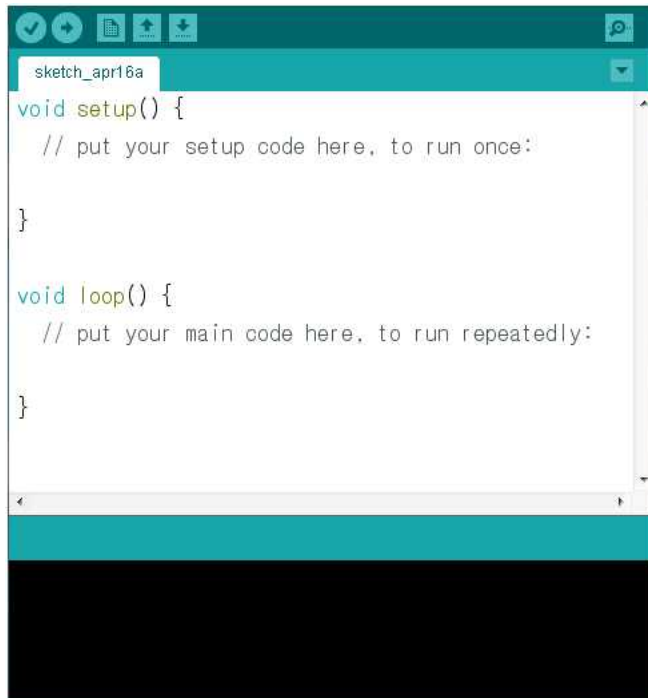 sketch_apr16a
void setup() {
// put your setup code here, to run once:
}
void loop() {
// put your main code here, to run repeatedly:
}